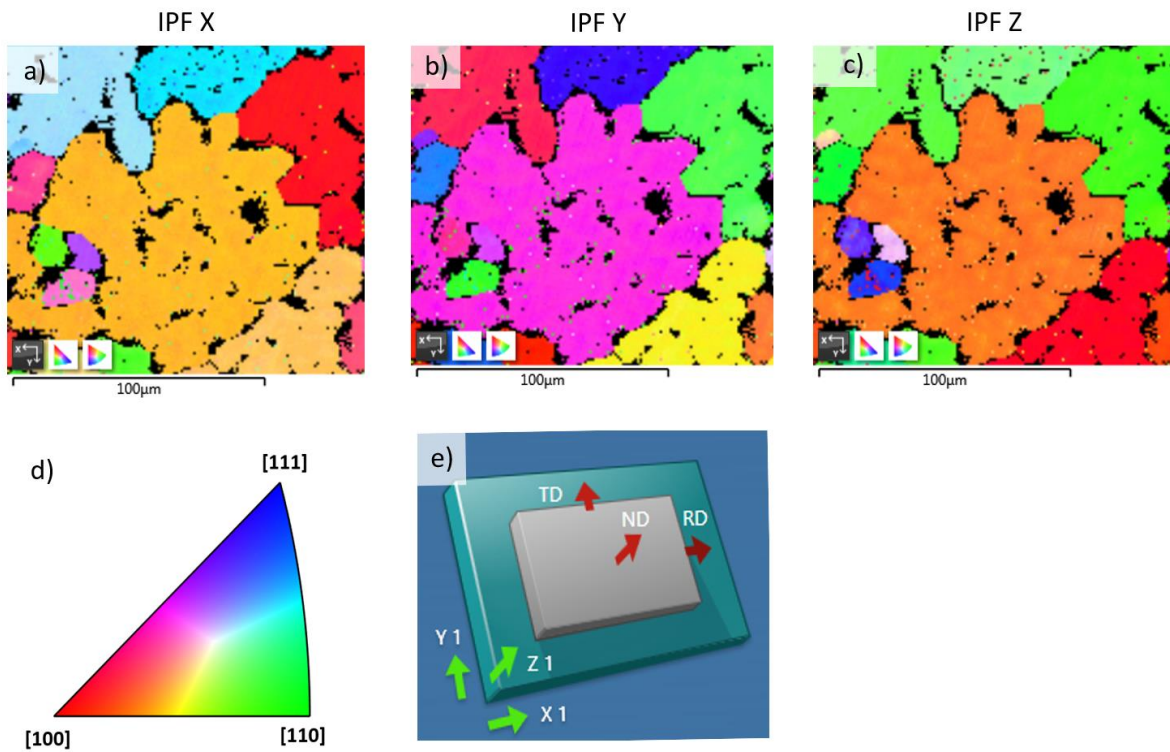 IPF X
IPF Y
IPF Z
a)
b)
c)
X
Y
X
Y
X
Y
100µm
100µm
100µm
d)
[111]
[100]
[110]
e)
TD
ND
RD
Y 1
Z 1
X 1